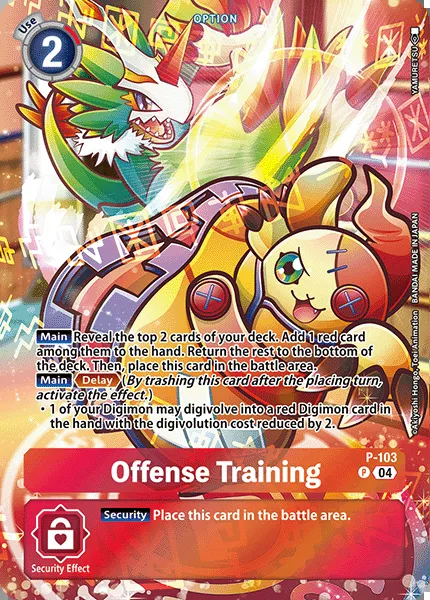 OPTION
Use
2
YAMURETSU
Main Reveal the top 2 cards of your deck. Add 1 red card
among them to the hand. Return the rest to the bottom of
the deck. Then, place this card in the battle area.
Main Delay (By trashing this card after the placing turn,
activate the effect.)
• 1 of your Digimon may digivolve into a red Digimon card in
the hand with the digivolution cost reduced by 2.
©Akiyoshi Hongo, Toei Animation BANDAI MADE IN JAPAN
P-103
Offense Training
P 04
Security Place this card in the battle area.
Security Effect